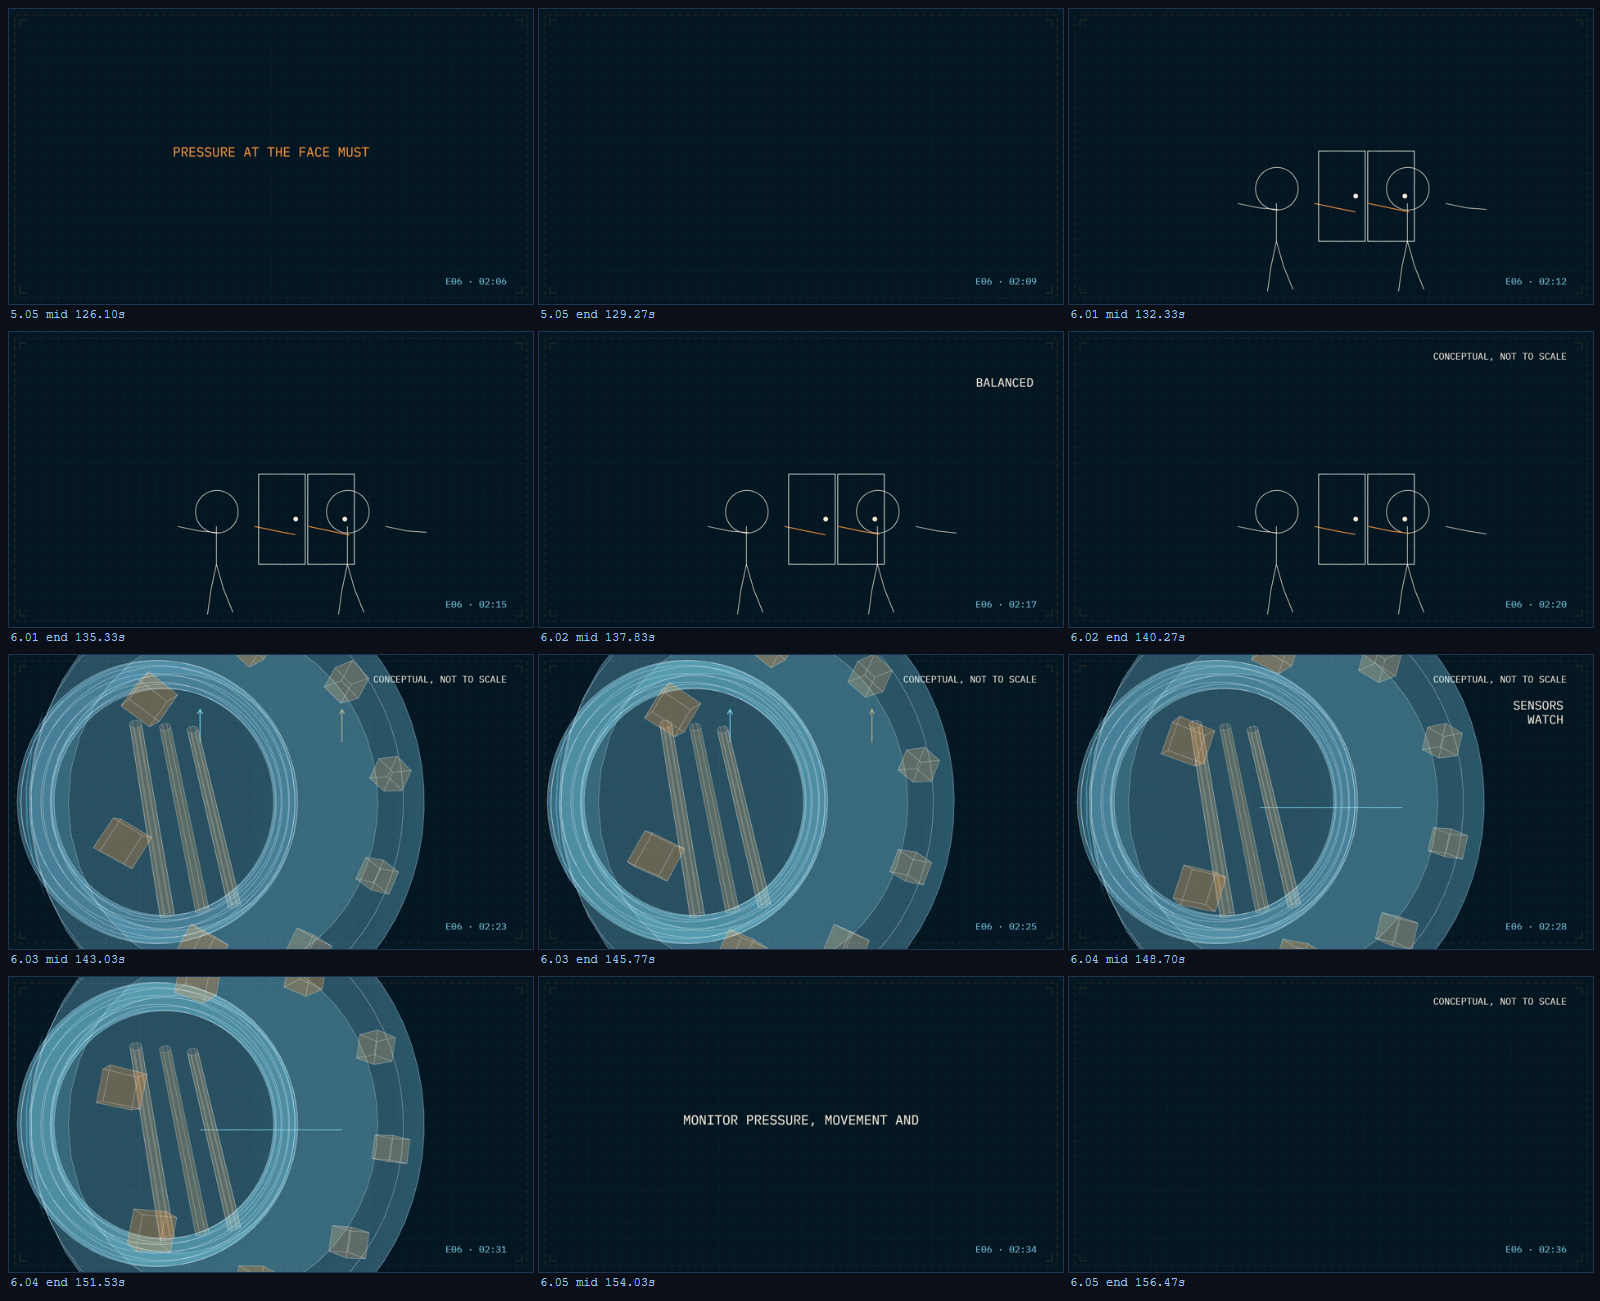 PRESSURE AT THE FACE MUST
E06 · 02:06
E06 · 02:09
E06 · 02:12
5.05 mid 126.10s
5.05 end 129.27s
6.01 mid 132.33s
E06 · 02:15
BALANCED
E06 · 02:17
CONCEPTUAL, NOT TO SCALE
E06 · 02:20
6.01 end 135.33s
6.02 mid 137.83s
6.02 end 140.27s
CONCEPTUAL, NOT TO SCALE
E06 · 02:23
CONCEPTUAL, NOT TO SCALE
E06 · 02:25
CONCEPTUAL, NOT TO SCALE
SENSORS
WATCH
E06 · 02:28
6.03 mid 143.03s
6.03 end 145.77s
6.04 mid 148.70s
E06 · 02:31
MONITOR PRESSURE, MOVEMENT AND
E06 · 02:34
CONCEPTUAL, NOT TO SCALE
E06 · 02:36
6.04 end 151.53s
6.05 mid 154.03s
6.05 end 156.47s